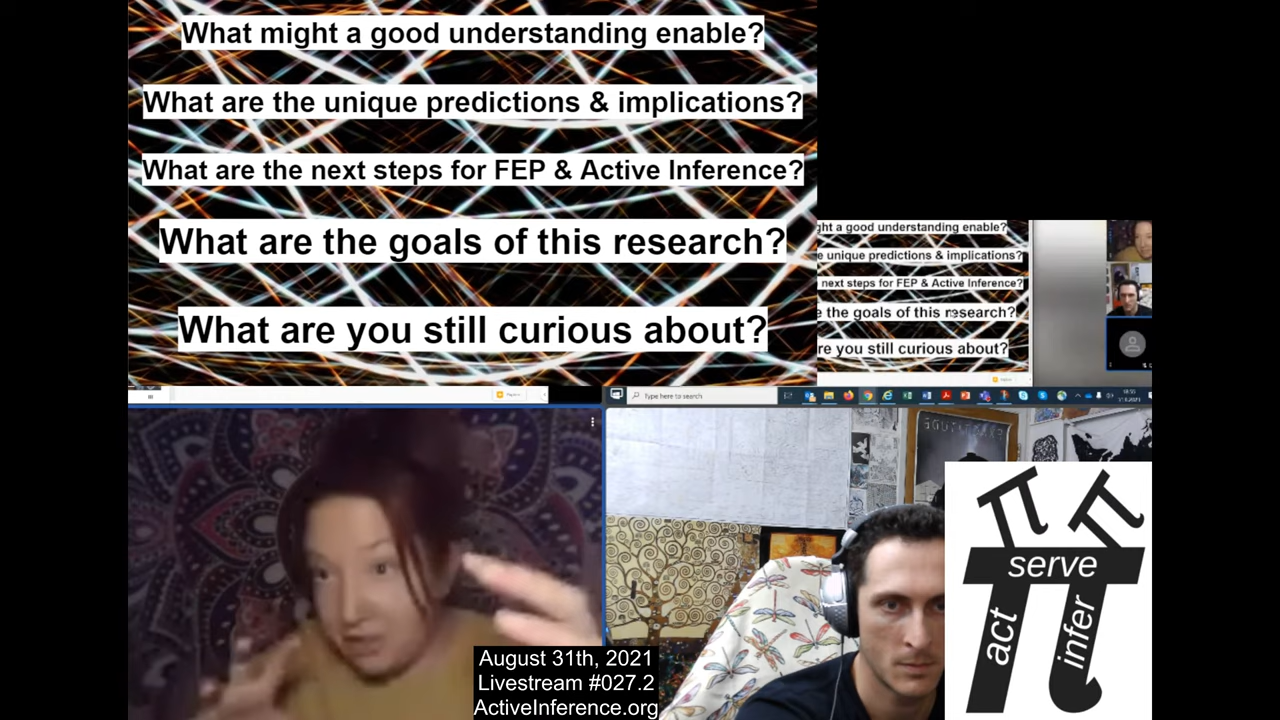 What might a good understanding enable?
What are the unique predictions & implications?
What are the next steps for FEP & Active Inference?
What are the goals of this research?
What are you still curious about?
ght a good understanding enable?
e unique predictions & implications?
next steps for FEP & Active Inference?
e the goals of this research?
re you still curious about?
Type here to search
August 31th, 2021
Livestream #027.2
ActiveInference.org
serve
act
infer